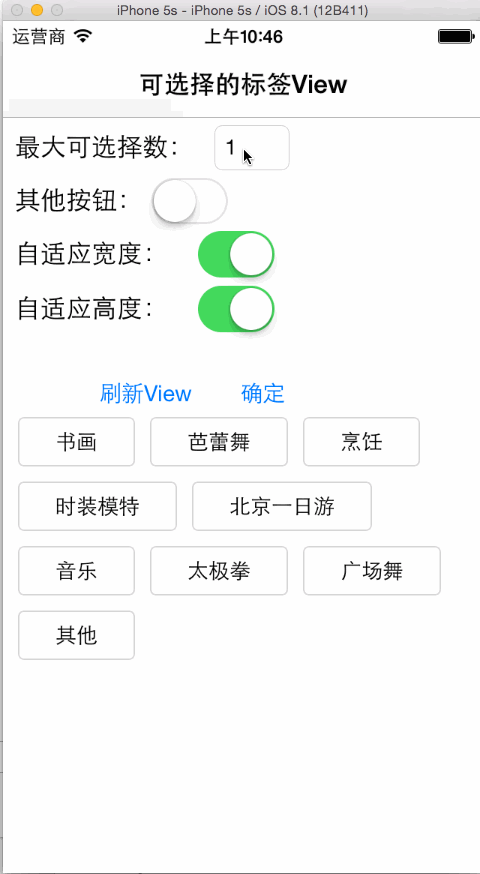 iPhone 5s - iPhone 5s / iOS 8.1 (12B411)
运营商 上午10:46
可选择的标签View
最大可选择数： 1
其他按钮：
自适应宽度：
自适应高度：
刷新View 确定
书画 芭蕾舞 烹饪
时装模特 北京一日游
音乐 太极拳 广场舞
其他